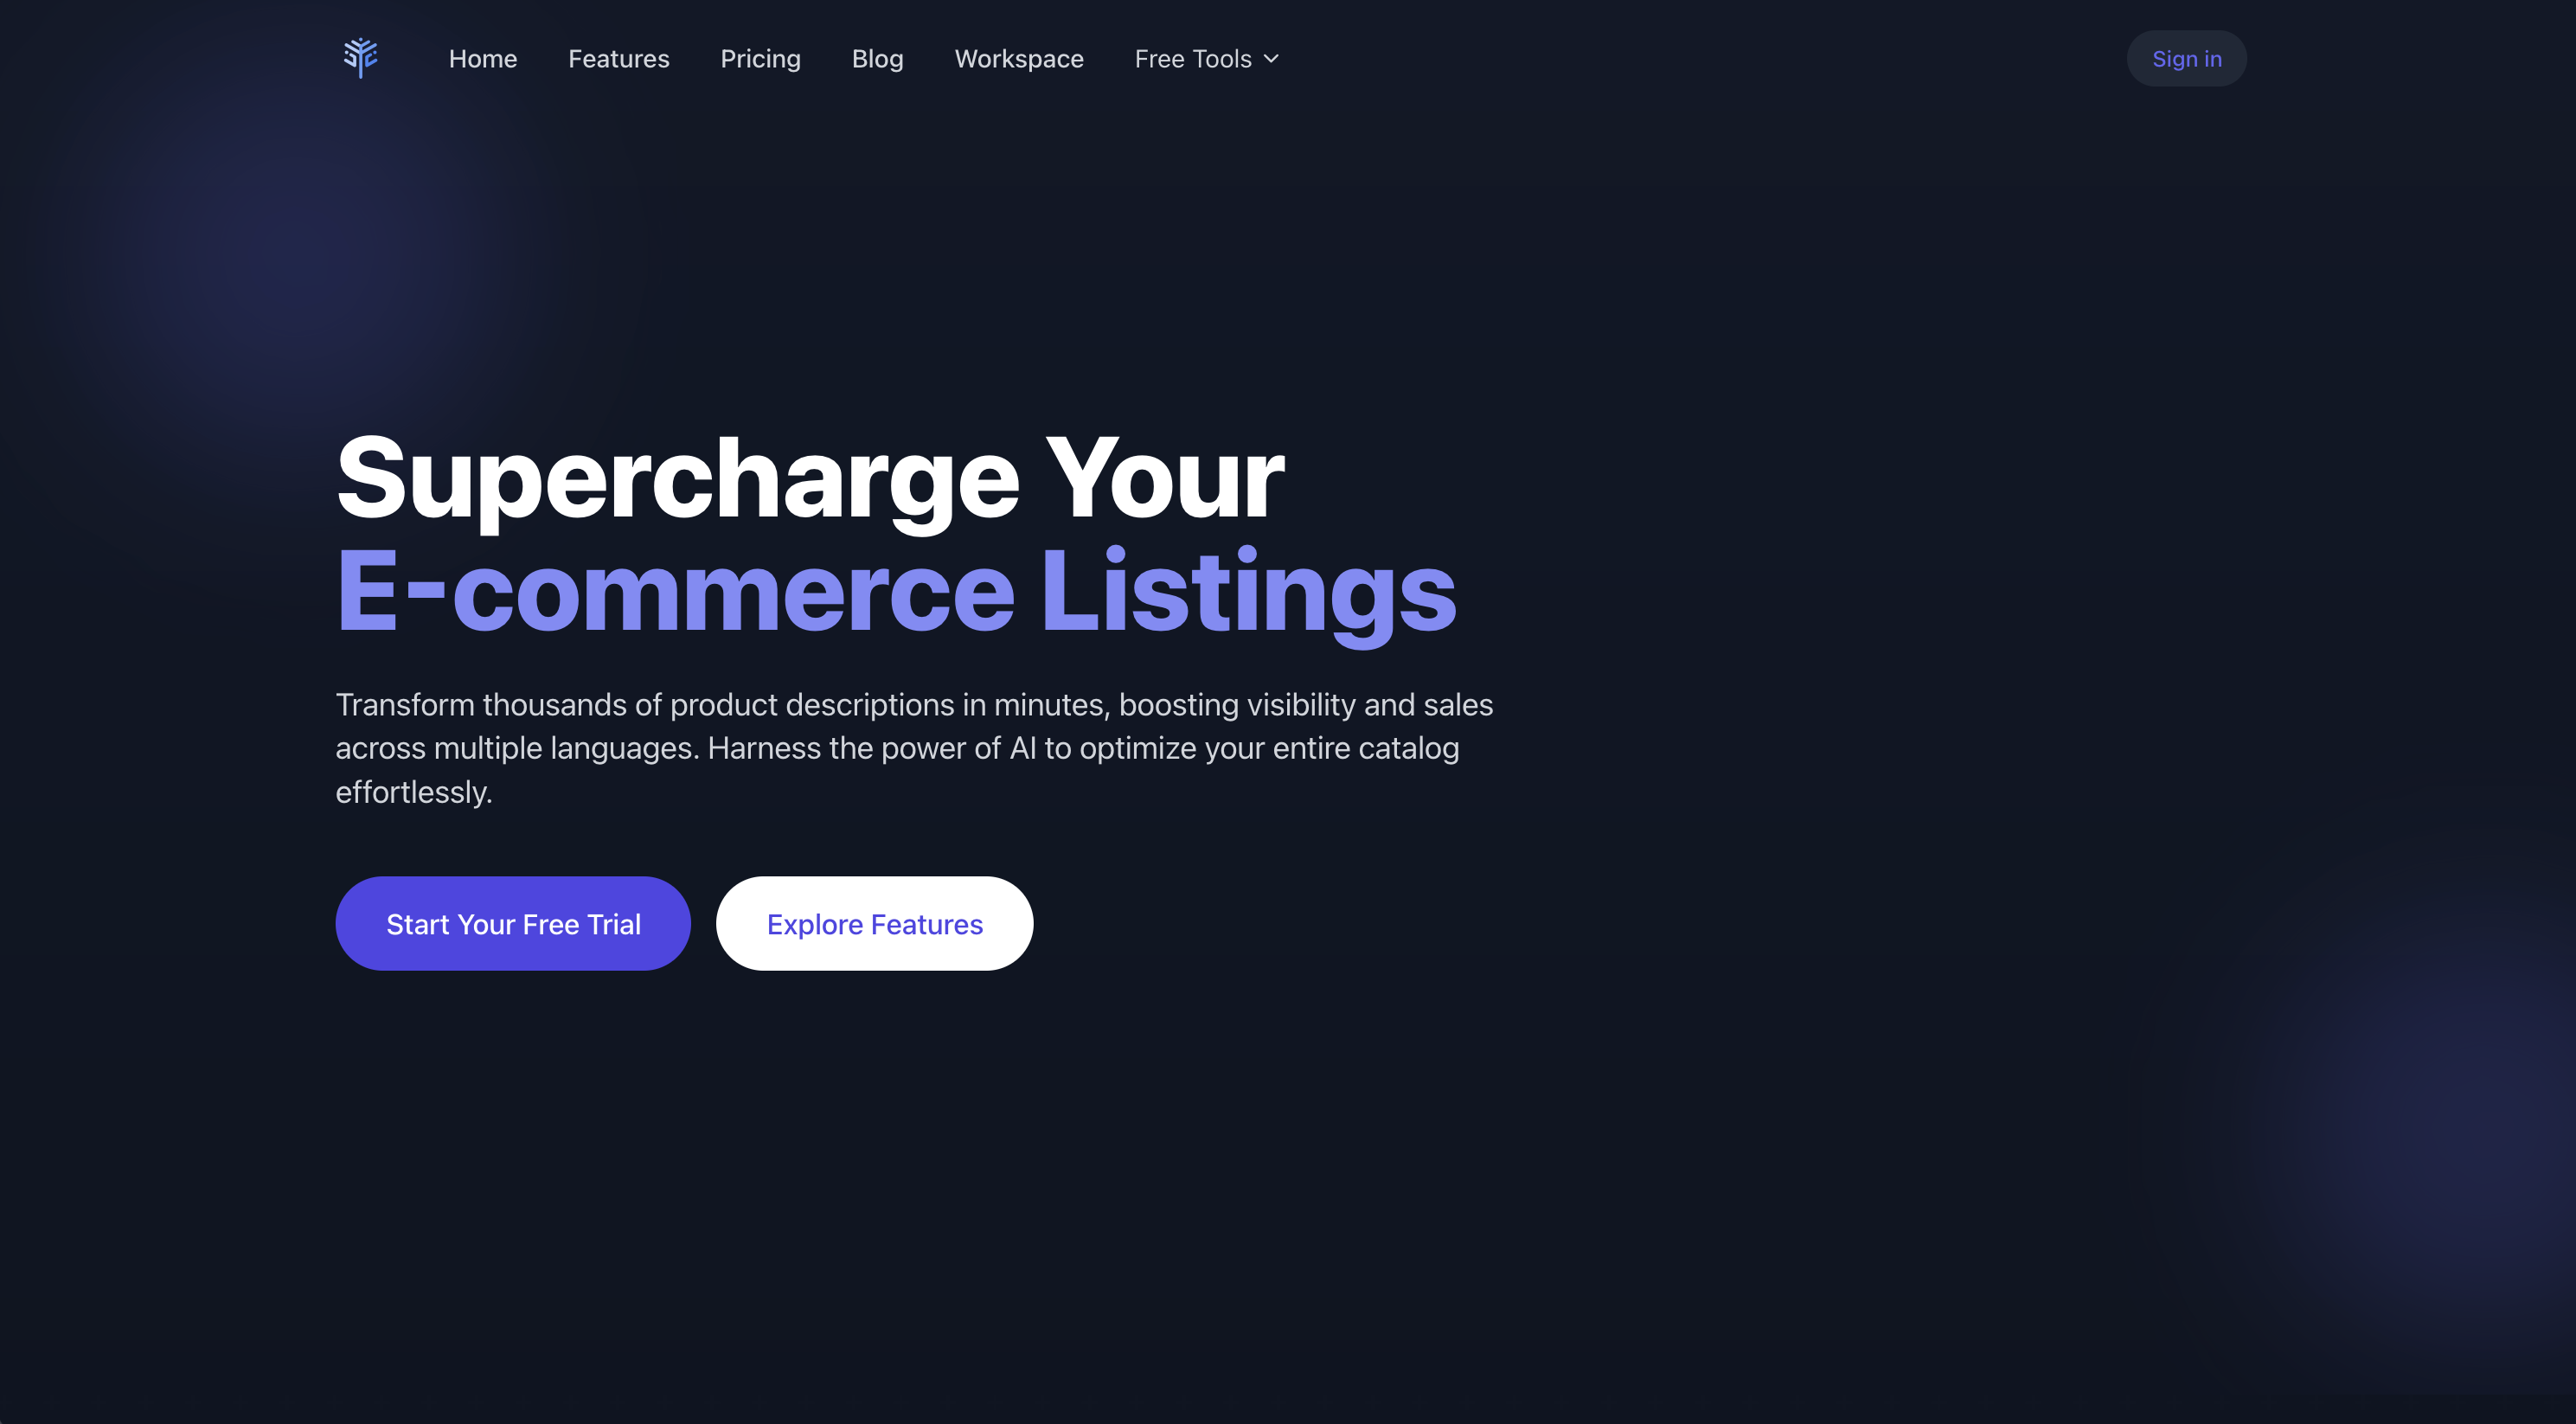 Home
Features
Pricing
Blog
Workspace
Free Tools
Sign in
Supercharge Your
E-commerce Listings
Transform thousands of product descriptions in minutes, boosting visibility and sales
across multiple languages. Harness the power of AI to optimize your entire catalog
effortlessly.
Start Your Free Trial
Explore Features